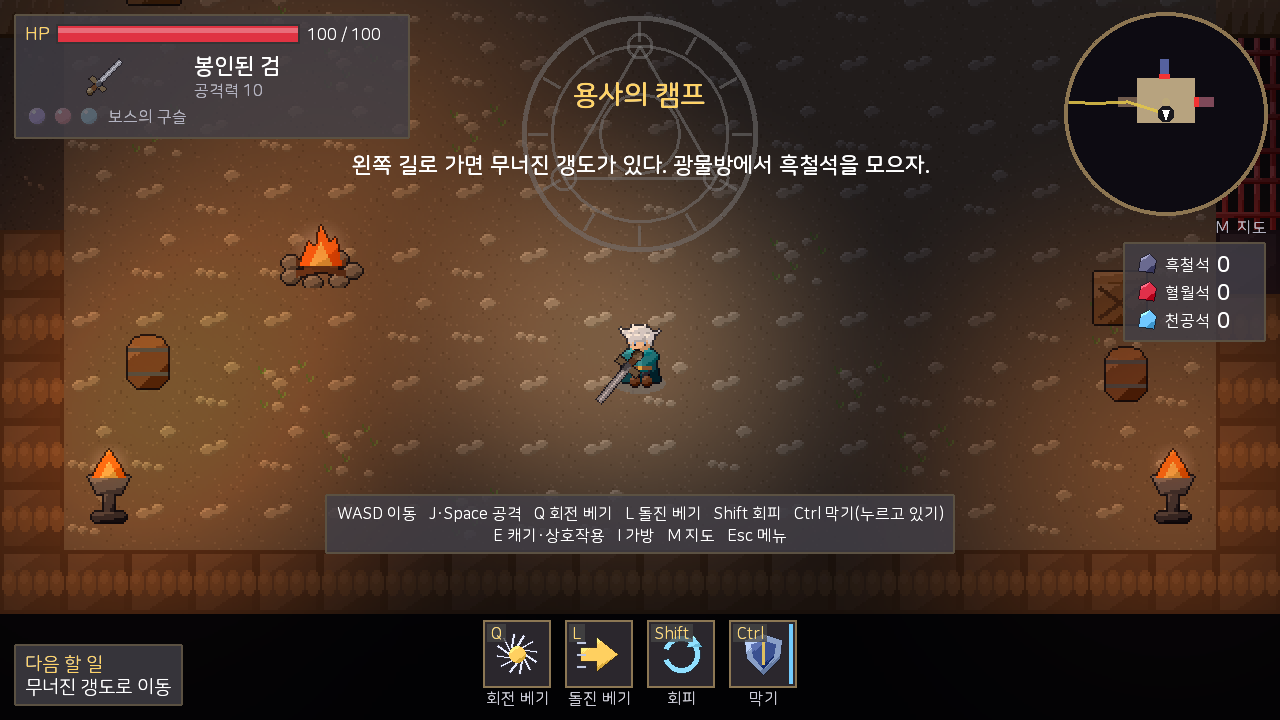 HP 100 / 100
봉인된 검
공격력 10
보스의 구슬
용사의 캠프
왼쪽 길로 가면 무너진 갱도가 있다. 광물방에서 흑철석을 모으자.
M 지도
흑철석 0
혈월석 0
천공석 0
WASD 이동 J·Space 공격 Q 회전 베기 L 돌진 베기 Shift 회피 Ctrl 막기(누르고 있기)
E 캐기·상호작용 I 가방 M 지도 Esc 메뉴
다음 할 일
무너진 갱도로 이동
Q L Shift Ctrl
회전 베기 돌진 베기 회피 막기